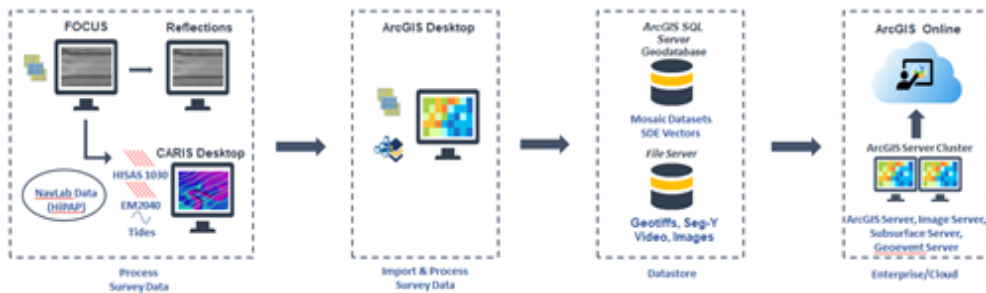 FOCUS
Reflections
CARIS Desktop
HISAS 1030
NavLab Data
(HiPAP)
EM2040
Tides
Process
Survey Data
ArcGIS Desktop
Import & Process
Survey Data
ArcGIS SQL
Server
Geodatabase
Mosaic Datasets
SDE Vectors
File Server
Geotiffs, Seg-Y
Video, Images
Datastore
ArcGIS Online
ArcGIS Server Cluster
ArcGIS Server, Image Server,
Subsurface Server,
Geoevent Server
Enterprise/Cloud